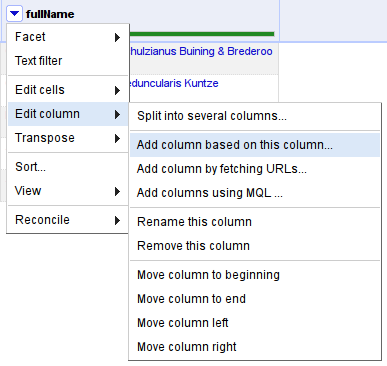 fullName
Facet
Text filter
Edit cells
Edit column
Transpose
Sort...
View
Reconcile
hulzianus Buining & Brederoo
eduncularis Kuntze
Split into several columns...
Add column based on this column...
Add column by fetching URLs...
Add columns using MQL ...
Rename this column
Remove this column
Move column to beginning
Move column to end
Move column left
Move column right